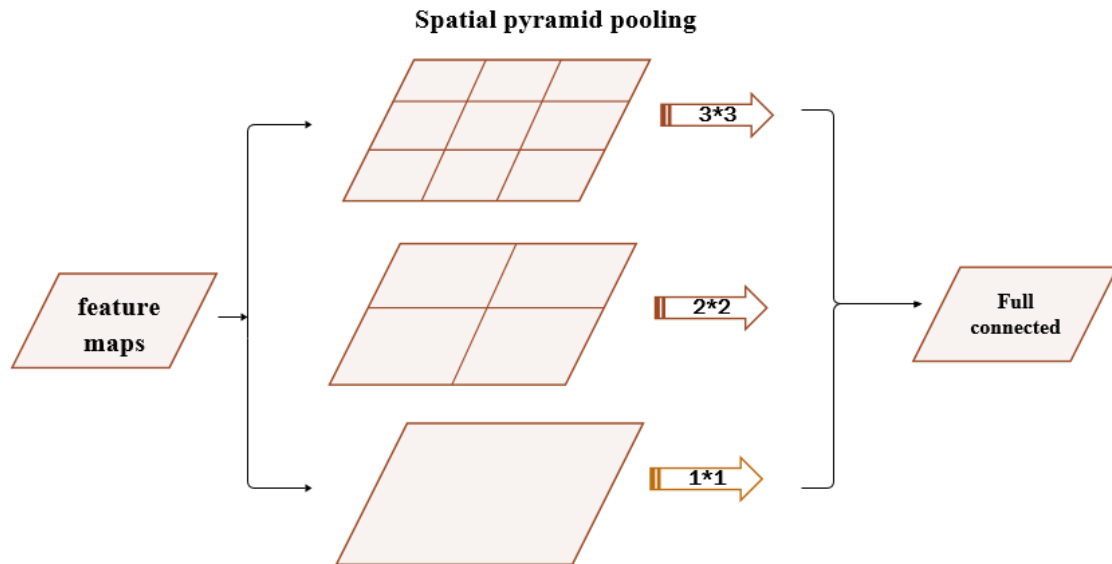 Spatial pyramid pooling
3*3
feature
maps
2*2
Full
connected
1*1